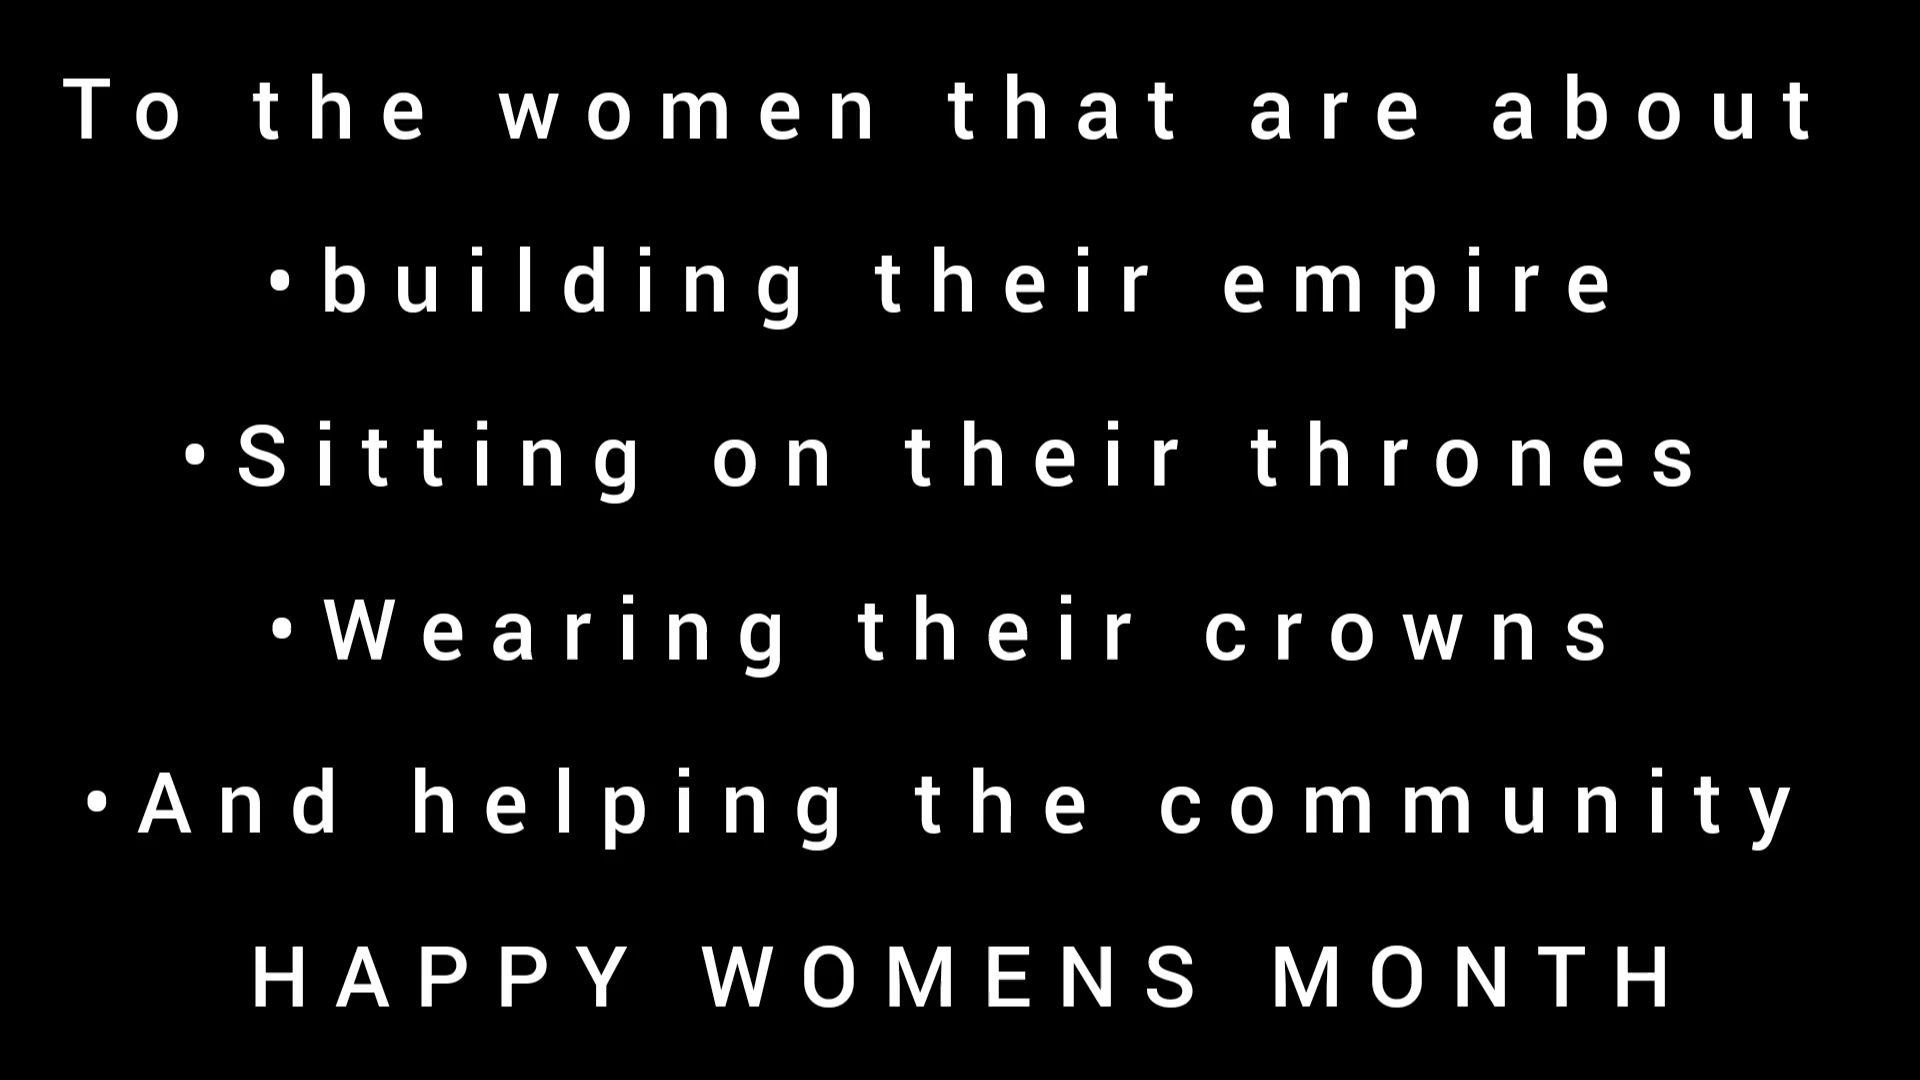 To the women that are about
•building their empire
•Sitting on their thrones
•Wearing their crowns
•And helping the community
HAPPY WOMENS MONTH